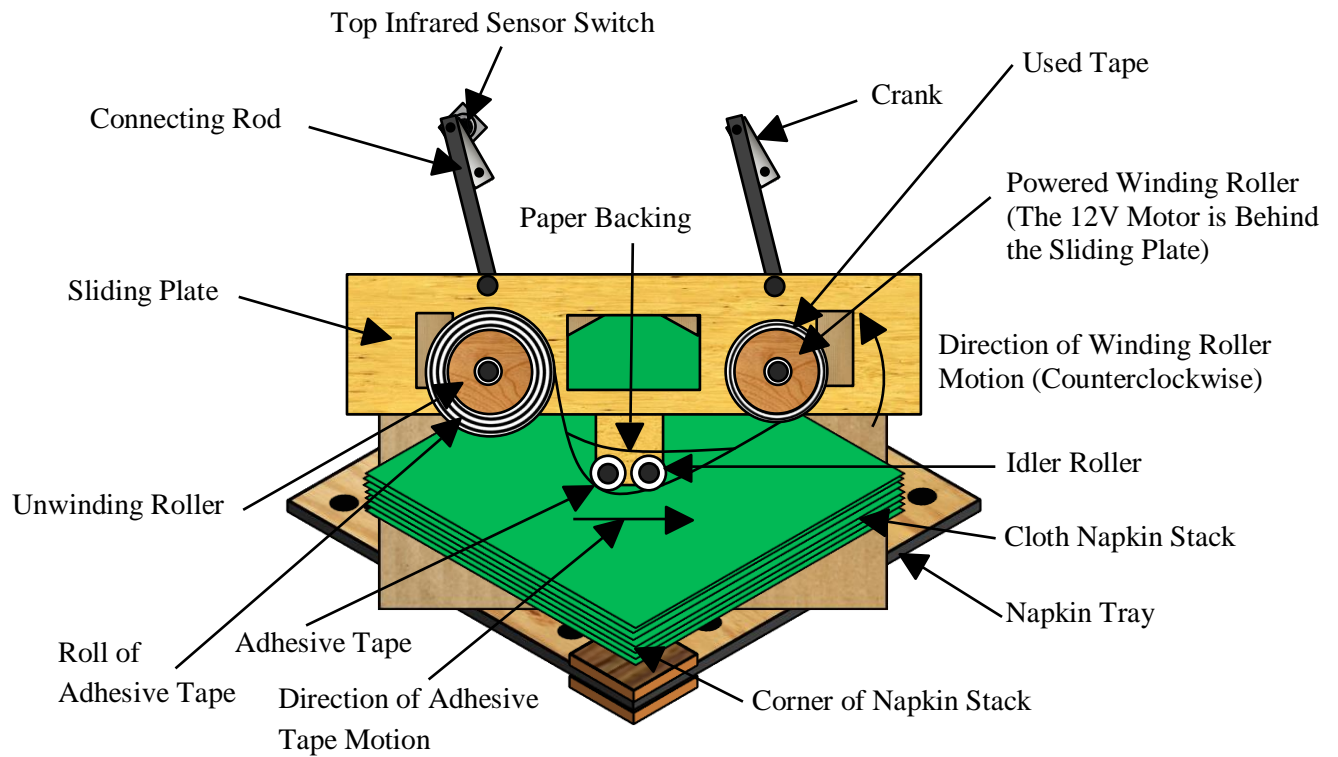 Top Infrared Sensor Switch
Used Tape
Connecting Rod
Crank
Powered Winding Roller
(The 12V Motor is Behind
the Sliding Plate)
Paper Backing
Sliding Plate
Direction of Winding Roller
Motion (Counterclockwise)
Unwinding Roller
Idler Roller
Cloth Napkin Stack
Napkin Tray
Roll of
Adhesive Tape
Adhesive Tape
Direction of Adhesive
Tape Motion
Corner of Napkin Stack